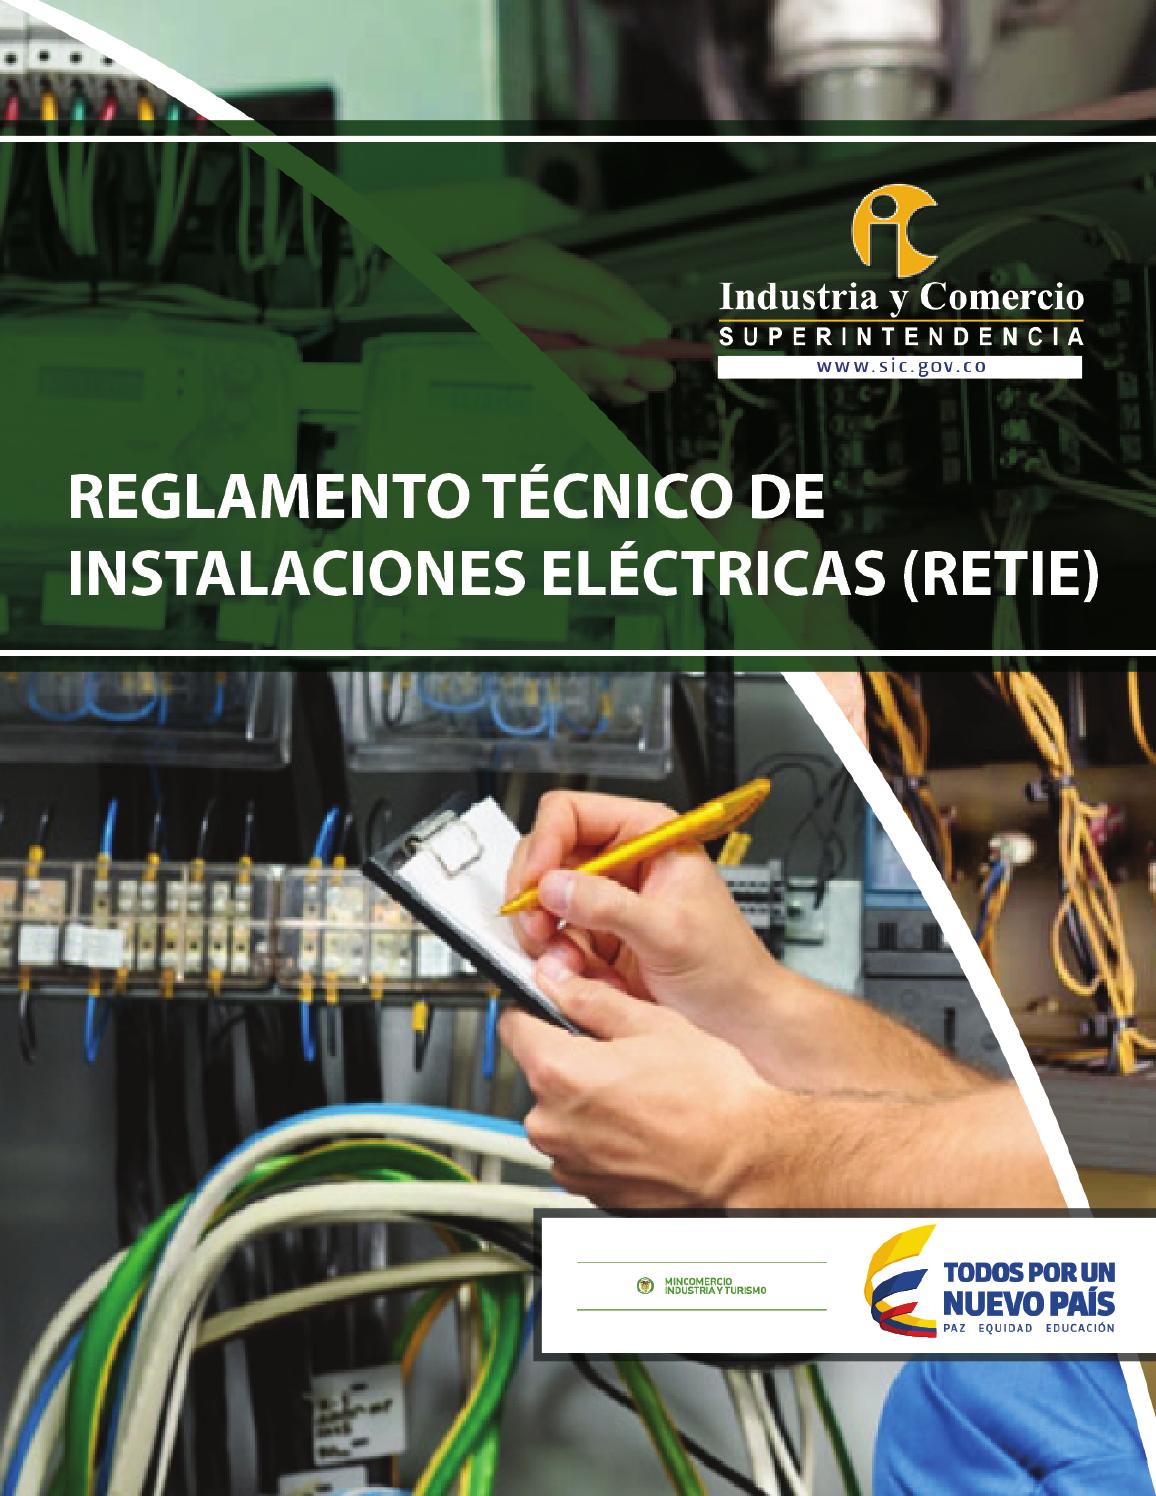 Industria y Comercio
SUPERINTENDENCIA
www.sic.gov.co
REGLAMENTO TÉCNICO DE
INSTALACIONES ELÉCTRICAS (RETIE)
MINCOMERCIO
INDUSTRIA Y TURISMO
TODOS POR UN
NUEVO PAÍS
PAZ EQUIDAD EDUCACIÓN